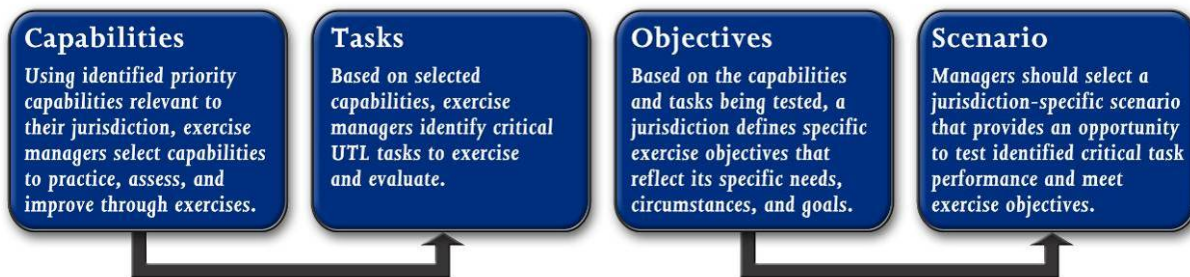 Capabilities
Using identified priority
capabilities relevant to
their jurisdiction, exercise
managers select capabilities
to practice, assess, and
improve through exercises.
Tasks
Based on selected
capabilities, exercise
managers identify critical
UTL tasks to exercise
and evaluate.
Objectives
Based on the capabilities
and tasks being tested, a
jurisdiction defines specific
exercise objectives that
reflect its specific needs,
circumstances, and goals.
Scenario
Managers should select a
jurisdiction-specific scenario
that provides an opportunity
to test identified critical task
performance and meet
exercise objectives.